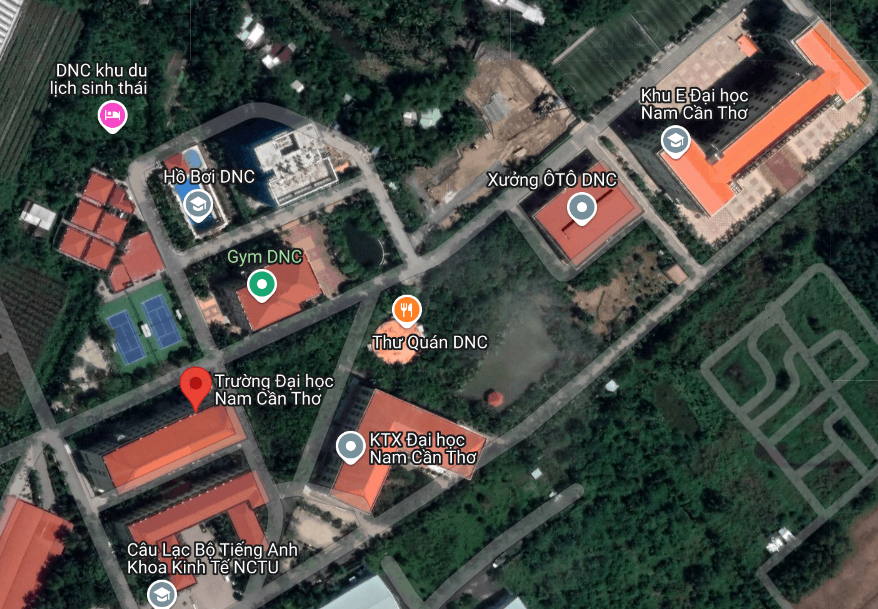 DNC khu du
lịch sinh thái
Khu E Đại học
Nam Cần Thơ
Hồ Bơi DNC
Xưởng ÔTÔ DNC
Gym DNC
Thư Quán DNC
Trường Đại học
Nam Cần Thơ
KTX Đại học
Nam Cần Thơ
Câu Lạc Bộ Tiếng Anh
Khoa Kinh Tế NCTU